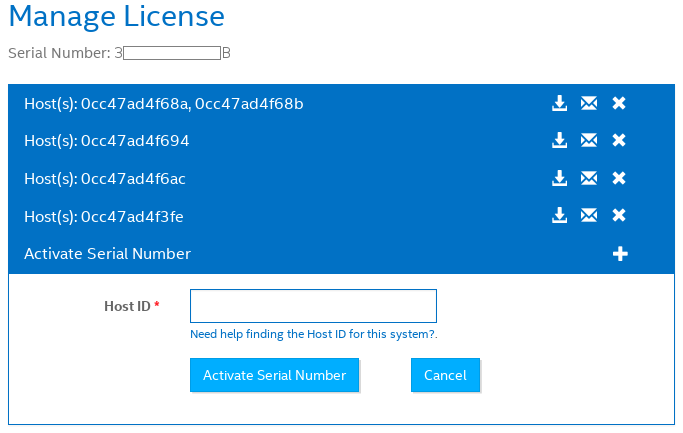 Manage License
Serial Number: 3 B
Host(s): 0cc47ad4f68a, 0cc47ad4f68b
Host(s): 0cc47ad4f694
Host(s): 0cc47ad4f6ac
Host(s): 0cc47ad4f3fe
Activate Serial Number
Host ID *
Need help finding the Host ID for this system?.
Activate Serial Number Cancel